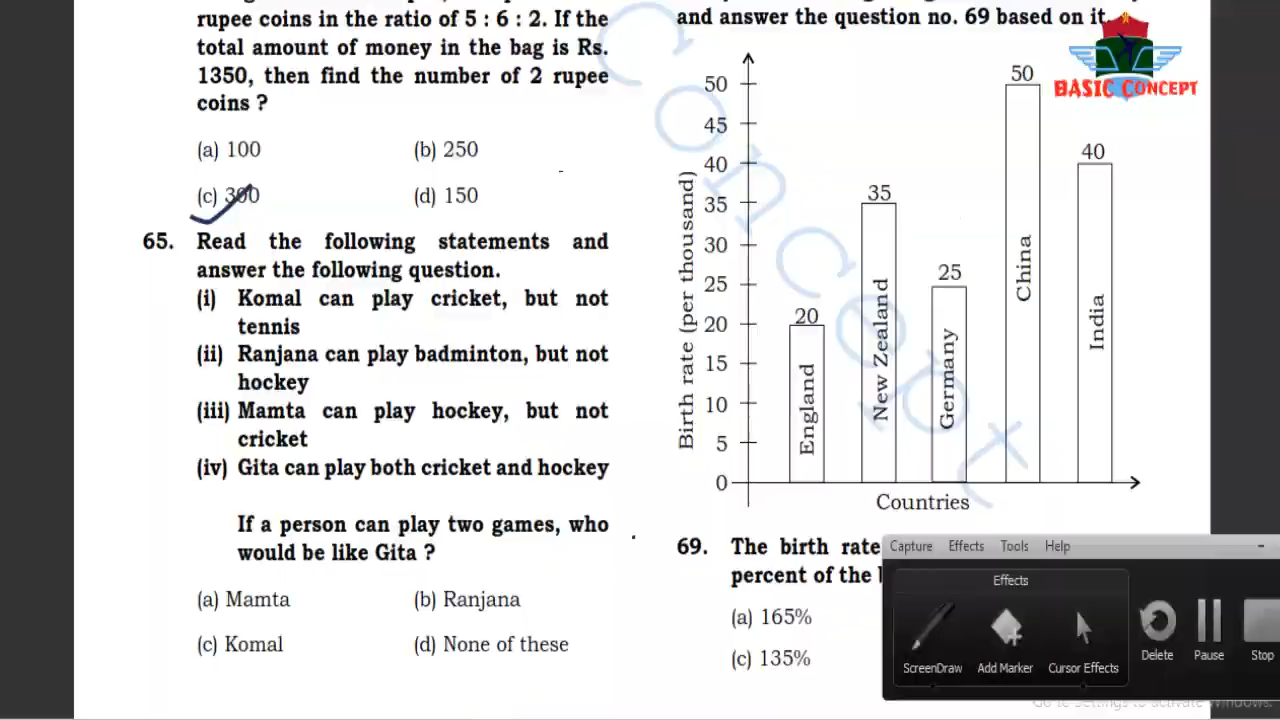 rupee coins in the ratio of 5 : 6 : 2. If the
total amount of money in the bag is Rs.
1350, then find the number of 2 rupee
coins ?
(a) 100 (b) 250
(c) 300 (d) 150
65. Read the following statements and
answer the following question.
(i) Komal can play cricket, but not
tennis
(ii) Ranjana can play badminton, but not
hockey
(iii) Mamta can play hockey, but not
cricket
(iv) Gita can play both cricket and hockey
If a person can play two games, who
would be like Gita ?
(a) Mamta (b) Ranjana
(c) Komal (d) None of these
and answer the question no. 69 based on it.
BASIC CONCEPT
Concept
Birth rate (per thousand)
50
45
40
35
30
25
20
15
10
5
0
20
35
25
50
40
England
New Zealand
Germany
China
India
Countries
69. The birth rate
percent of the
(a) 165%
(c) 135%
Capture Effects Tools Help
Effects
ScreenDraw Add Marker Cursor Effects
Delete Pause Stop
Go to Settings to activate Windows.